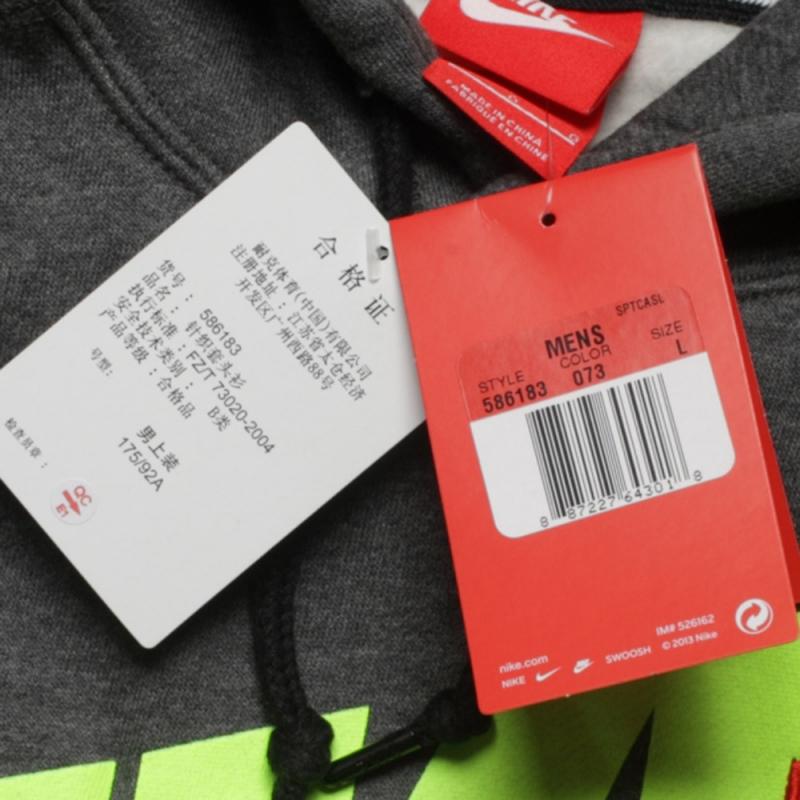 NIKE
MADE IN CHINA
FABRIQUE EN CHINE
合格证
耐克体育(中国)有限公司
注册地址：江苏省太仓经济
开发区广州西路88号
货号： 586183
品名： 针织套头衫
执行标准：FZ/T 73020-2004
安全技术类别： B类
产品等级：合格品
号型：
男上装
175/92A
检查员章：
QC
E1
SPTCASL
MENS
STYLE COLOR SIZE
586183 073 L
8 87227 64301 8
IM# 526162
nike.com © 2013 Nike
NIKE SWOOSH